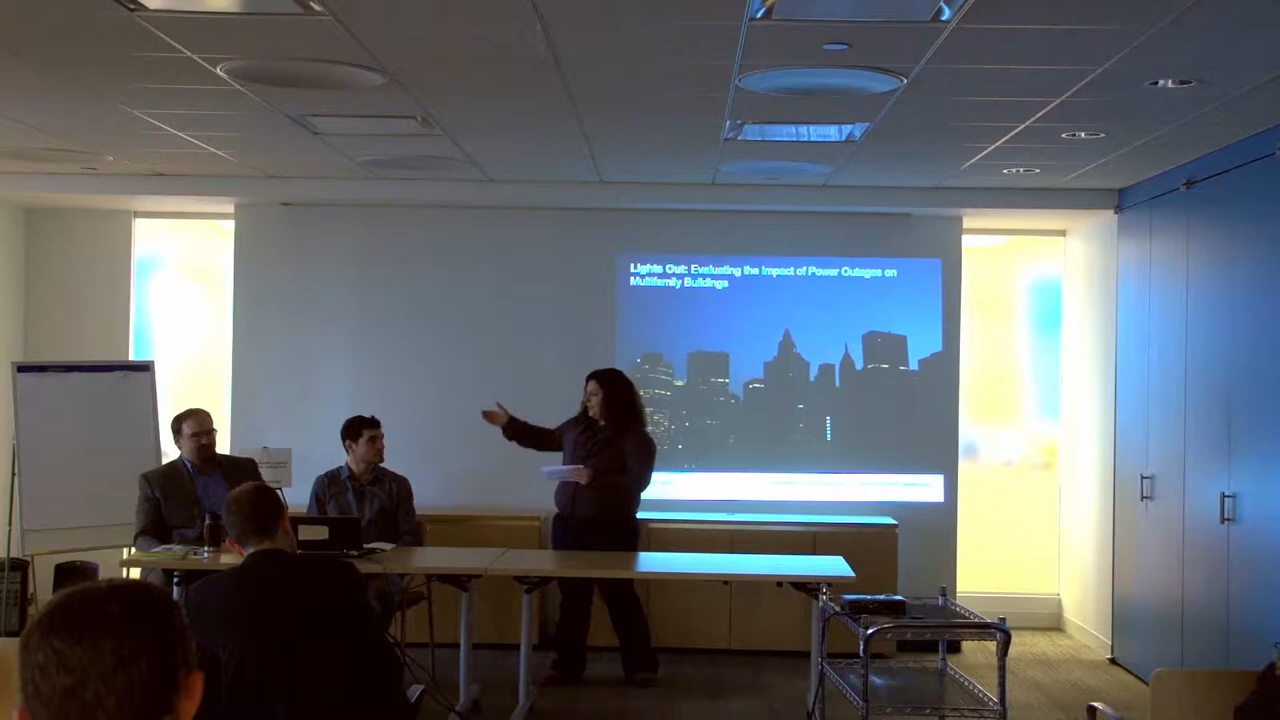 Lights Out: Evaluating the Impact of Power Outages on
Multifamily Buildings